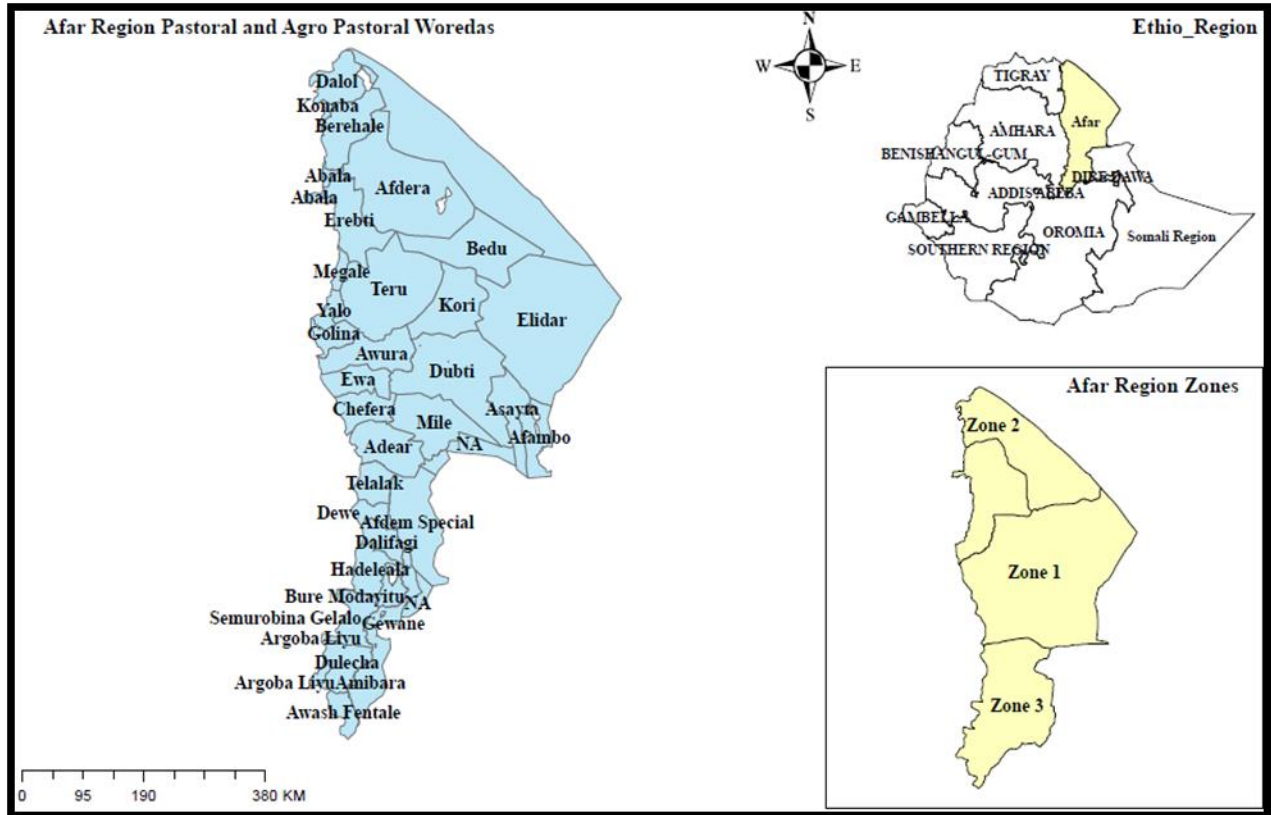 Afar Region Pastoral and Agro Pastoral Woredas
Dalol
Konaba
Berehale
Abala
Afdera
Abala
Erebti
Bedu
Megale
Teru
Kori
Yalo
Elidar
Golina
Awura
Dubti
Ewa
Chefera
Asayta
Mile
Afambo
Adear
NA
Telalak
Dewe
Afdem Special
Dalifagi
Hadeleala
Bure Modayitu
NA
Semurobina Gelalo
Gewane
Argoba Liyu
Dulecha
Argoba Liyu
Amibara
Awash Fentale
0 95 190 380 KM
N
W E
S
Ethio_Region
TIGRAY
Afar
AMHARA
BENISHANGUL-GUM
DIRE DAWA
ADDIS ABEBA
GAMBELLA
OROMIA
SOUTHERN REGION
Somali Region
Afar Region Zones
Zone 2
Zone 1
Zone 3